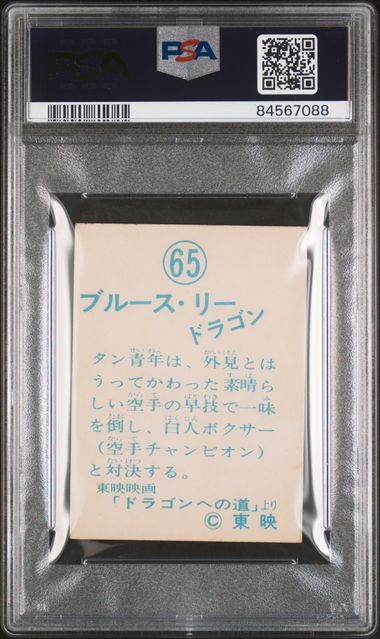 PSA
PSA
84567088
65
ブルース・リー
ドラゴン
タン青年は、外見とは
うってかわった素晴ら
しい空手の早技で一味
を倒し、白人ボクサー
(空手チャンピオン)
と対決する。
東映映画
「ドラゴンへの道」より
© 東映